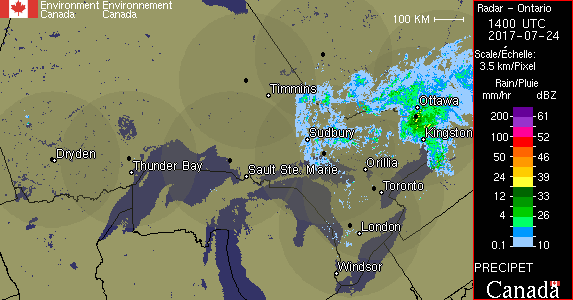 Environment Environnement
Canada Canada
100 KM
Timmins
Ottawa
Sudbury
Kingston
Dryden
Thunder Bay
Sault Ste. Marie
Orillia
Toronto
London
Windsor
Radar - Ontario
1400 UTC
2017-07-24
Scale/Échelle:
3.5 km/Pixel
Rain/Pluie
mm/hr dBZ
200 61
100 52
50 46
24 39
12 33
4 26
0.1 10
PRECIPET
Canada